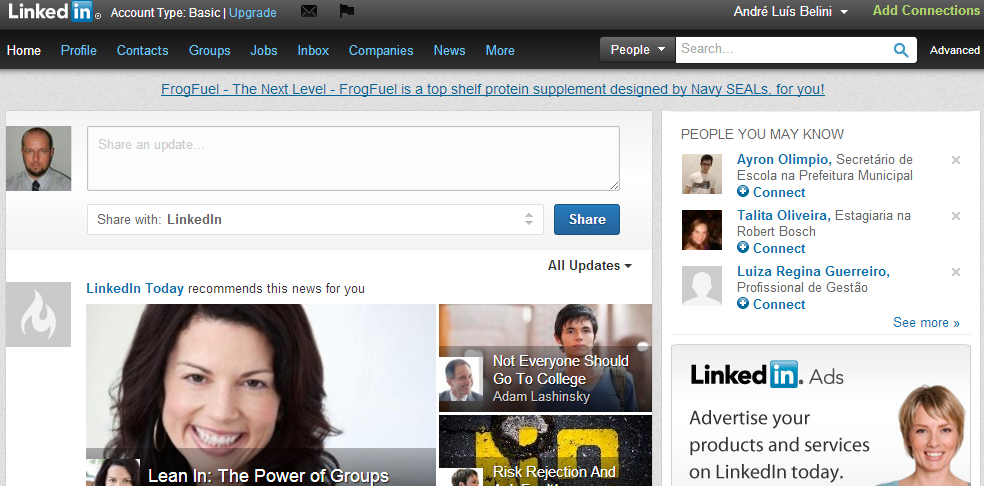 Linked in® Account Type: Basic | Upgrade André Luís Belini Add Connections
Home Profile Contacts Groups Jobs Inbox Companies News More People Search... Advanced
FrogFuel - The Next Level - FrogFuel is a top shelf protein supplement designed by Navy SEALs, for you!
Share an update...
Share with: LinkedIn Share
All Updates
LinkedIn Today recommends this news for you
Not Everyone Should
Go To College
Adam Lashinsky
Lean In: The Power of Groups
Risk Rejection And
PEOPLE YOU MAY KNOW
Ayron Olimpio, Secretário de
Escola na Prefeitura Municipal
Connect
Talita Oliveira, Estagiaria na
Robert Bosch
Connect
Luiza Regina Guerreiro,
Profissional de Gestão
Connect
See more »
Linked in. Ads
Advertise your
products and services
on LinkedIn today.